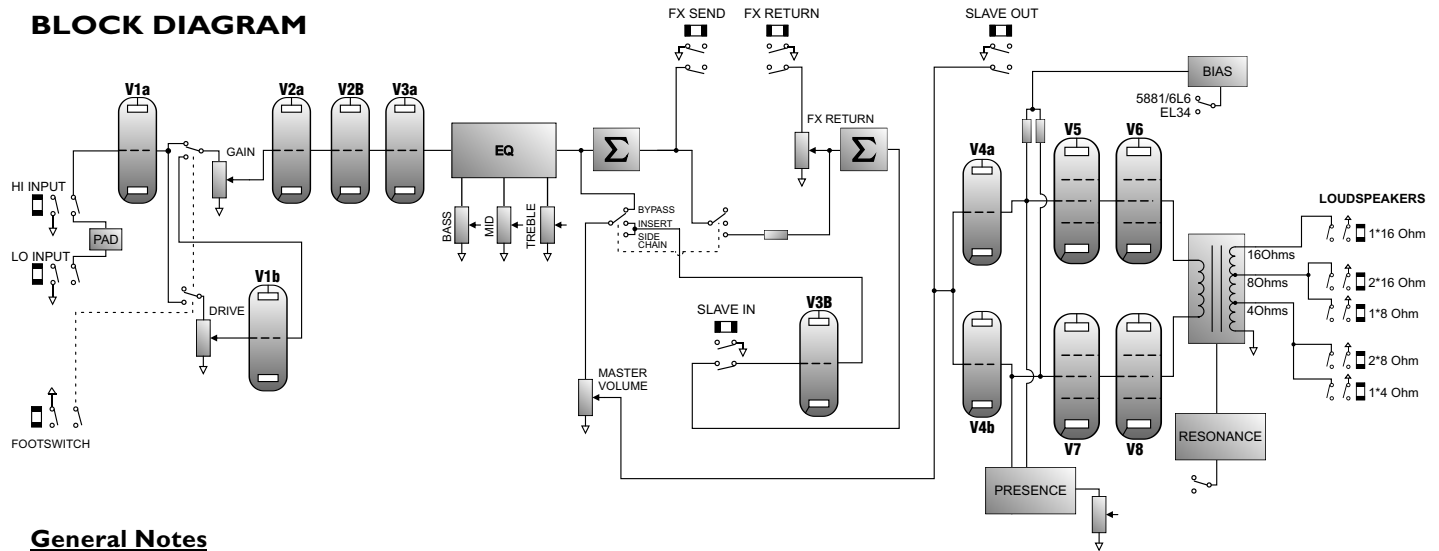 BLOCK DIAGRAM
FX SEND
FX RETURN
SLAVE OUT
V1a
V2a
V2B
V3a
BIAS
5881/6L6
EL34
GAIN
EQ
Σ
FX RETURN
Σ
V4a
V5
V6
HI INPUT
PAD
LO INPUT
BASS
MID
TREBLE
BYPASS
INSERT
SIDE
CHAIN
LOUDSPEAKERS
1*16 Ohm
16Ohms
8Ohms
4Ohms
2*16 Ohm
1*8 Ohm
2*8 Ohm
1*4 Ohm
V1b
DRIVE
SLAVE IN
V3B
MASTER
VOLUME
FOOTSWITCH
V4b
V7
V8
RESONANCE
PRESENCE
General Notes